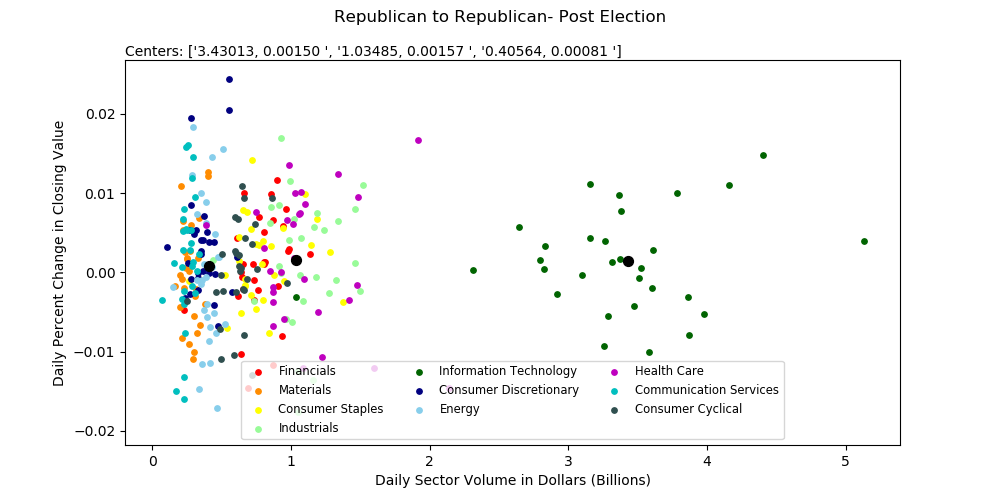 Republican to Republican- Post Election
Centers: ['3.43013, 0.00150 ', '1.03485, 0.00157 ', '0.40564, 0.00081 ']
Daily Percent Change in Closing Value
0.02
0.01
0.00
−0.01
−0.02
Financials
Materials
Consumer Staples
Industrials
Information Technology
Consumer Discretionary
Energy
Health Care
Communication Services
Consumer Cyclical
0 1 2 3 4 5
Daily Sector Volume in Dollars (Billions)